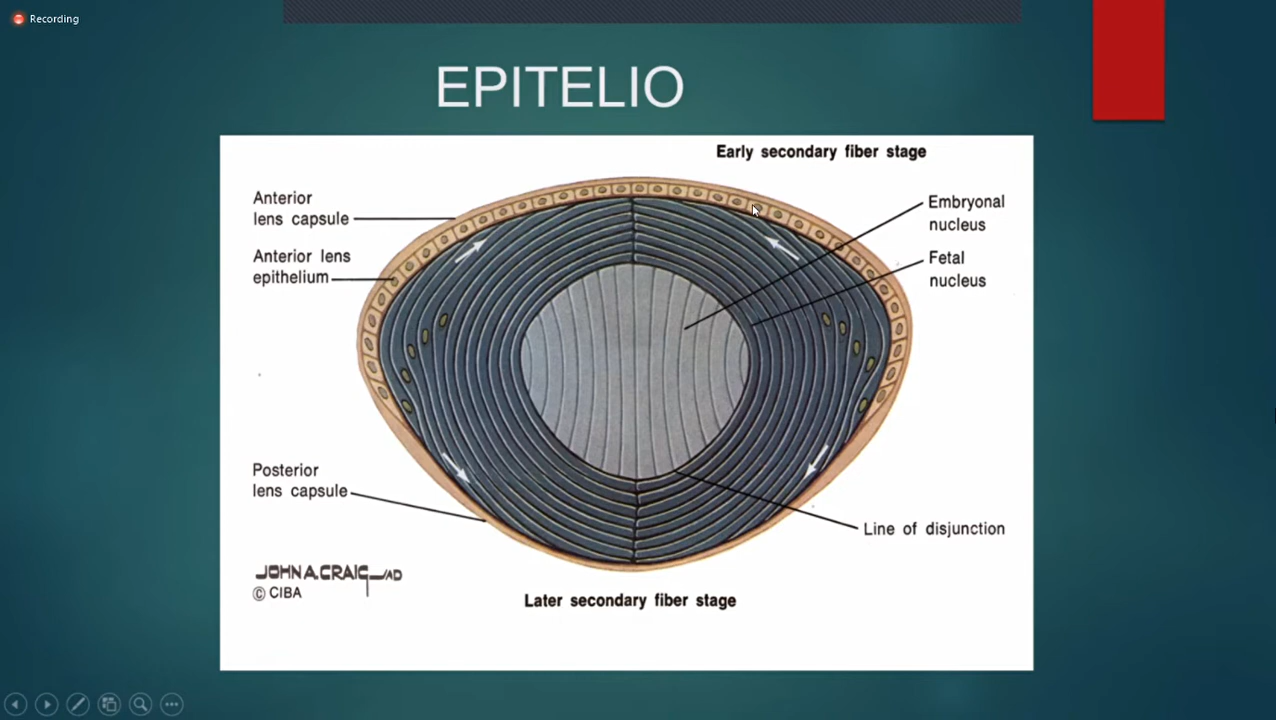 Recording
EPITELIO
Early secondary fiber stage
Anterior
lens capsule
Anterior lens
epithelium
Embryonal
nucleus
Fetal
nucleus
Posterior
lens capsule
Line of disjunction
JOHN A. CRAIG MD
© CIBA
Later secondary fiber stage